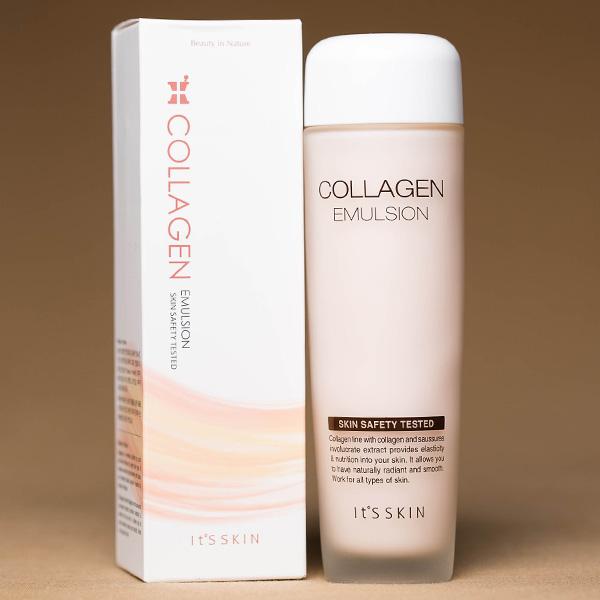 Beauty in Nature
COLLAGEN
EMULSION
SKIN SAFETY TESTED
It'S SKIN
COLLAGEN
EMULSION
SKIN SAFETY TESTED
Collagen line with collagen and saussurea
involucrate extract provides elasticity
& nutrition into your skin. It allows you
to have naturally radiant and smooth.
Work for all types of skin.
It'S SKIN